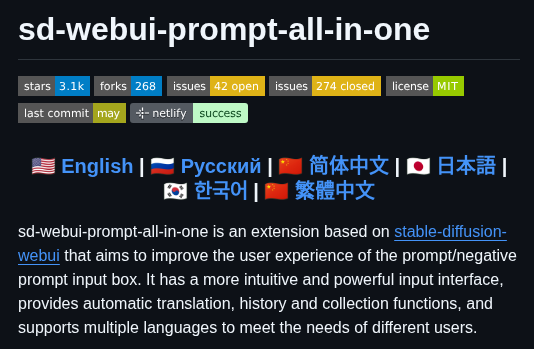 sd-webui-prompt-all-in-one
stars 3.1k forks 268 issues 42 open issues 274 closed license MIT
last commit may netlify success
English | Русский | 简体中文 | 日本語 |
한국어 | 繁體中文
sd-webui-prompt-all-in-one is an extension based on stable-diffusion-
webui that aims to improve the user experience of the prompt/negative
prompt input box. It has a more intuitive and powerful input interface,
provides automatic translation, history and collection functions, and
supports multiple languages to meet the needs of different users.